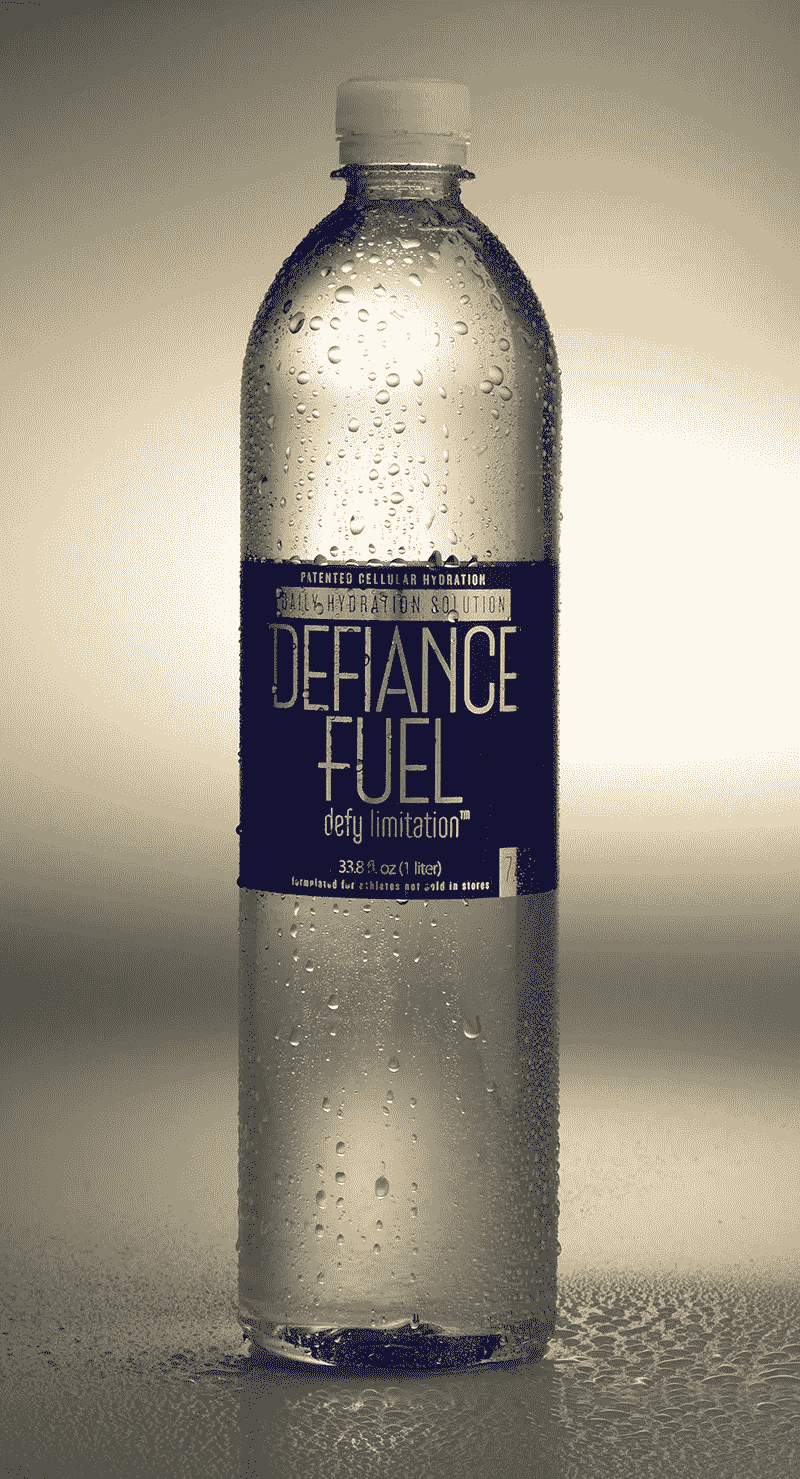 PATENTED CELLULAR HYDRATION
DAILY HYDRATION SOLUTION
DEFIANCE
FUEL
defy limitation™
33.8 fl. oz (1 liter)
7
formulated for athletes not sold in stores